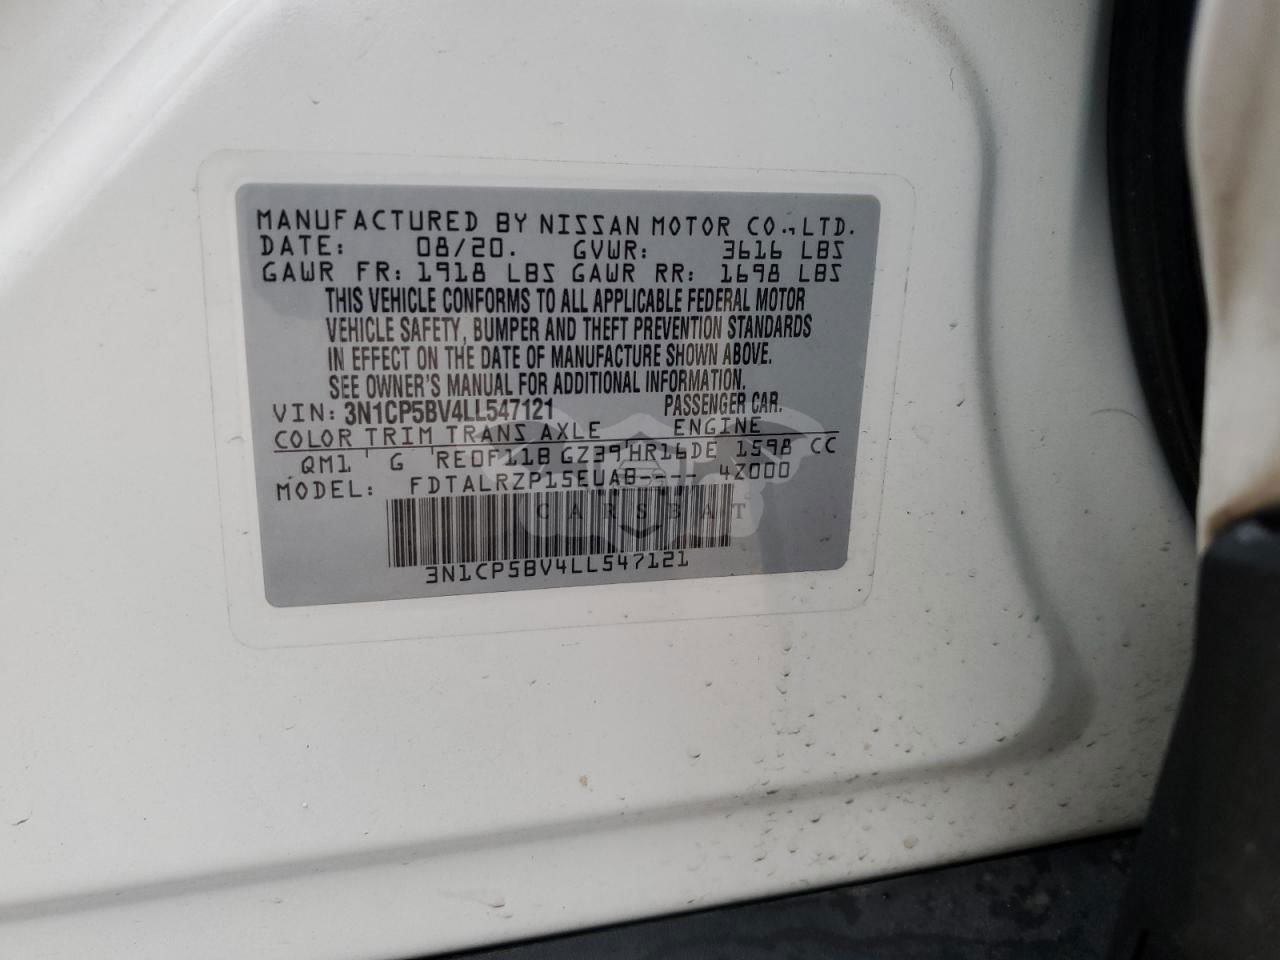 MANUFACTURED BY NISSAN MOTOR CO., LTD.
DATE: 08/20. GVWR: 3616 LBS
GAWR FR: 1918 LBS GAWR RR: 1698 LBS
THIS VEHICLE CONFORMS TO ALL APPLICABLE FEDERAL MOTOR
VEHICLE SAFETY, BUMPER AND THEFT PREVENTION STANDARDS
IN EFFECT ON THE DATE OF MANUFACTURE SHOWN ABOVE.
SEE OWNER'S MANUAL FOR ADDITIONAL INFORMATION.
VIN: 3N1CP5BV4LL547121 PASSENGER CAR.
COLOR TRIM TRANS AXLE ENGINE
QM1 ' G 'RE0F11B GZ39'HR16DE 1598 CC
MODEL: FDTALRZP15EUAB---- 4Z000
CARSBAT
3N1CP5BV4LL547121